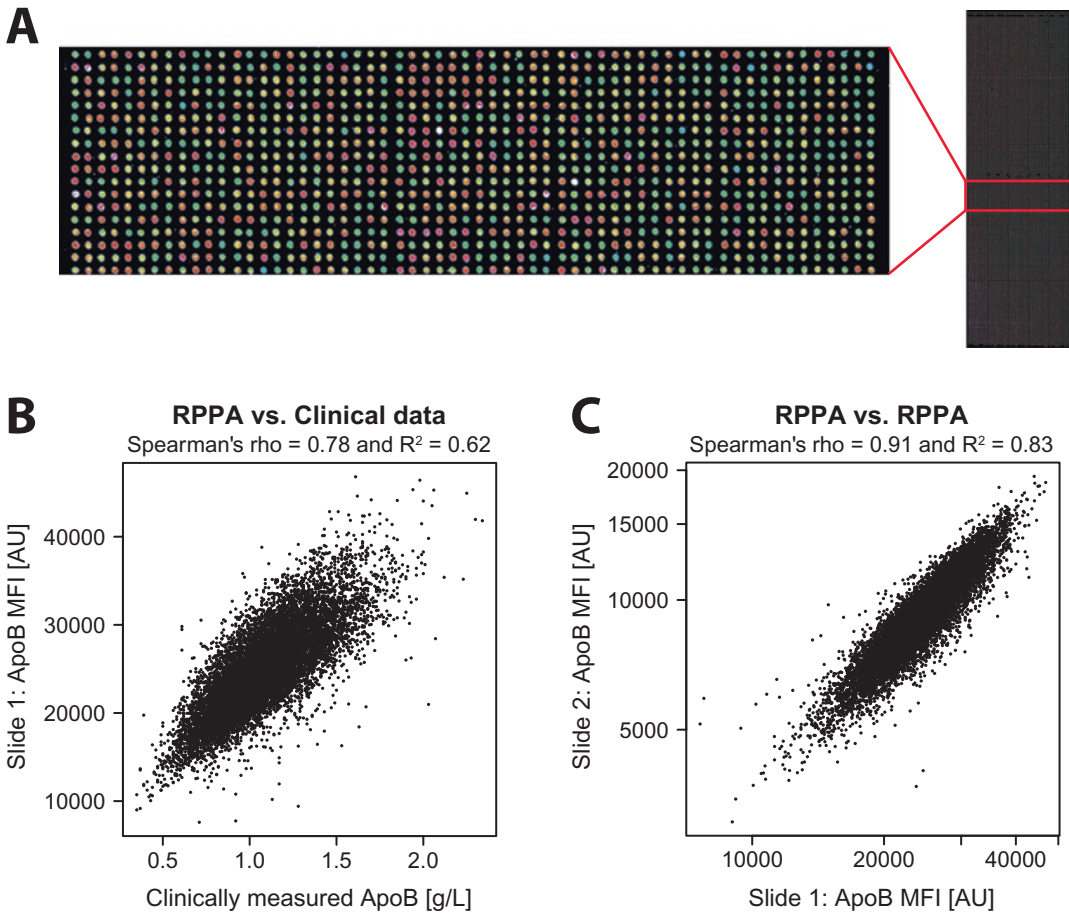 A
B
RPPA vs. Clinical data
Spearman's rho = 0.78 and R² = 0.62
Slide 1: ApoB MFI [AU]
40000
30000
20000
10000
0.5 1.0 1.5 2.0
Clinically measured ApoB [g/L]
C
RPPA vs. RPPA
Spearman's rho = 0.91 and R² = 0.83
Slide 2: ApoB MFI [AU]
20000
15000
10000
5000
10000 20000 40000
Slide 1: ApoB MFI [AU]